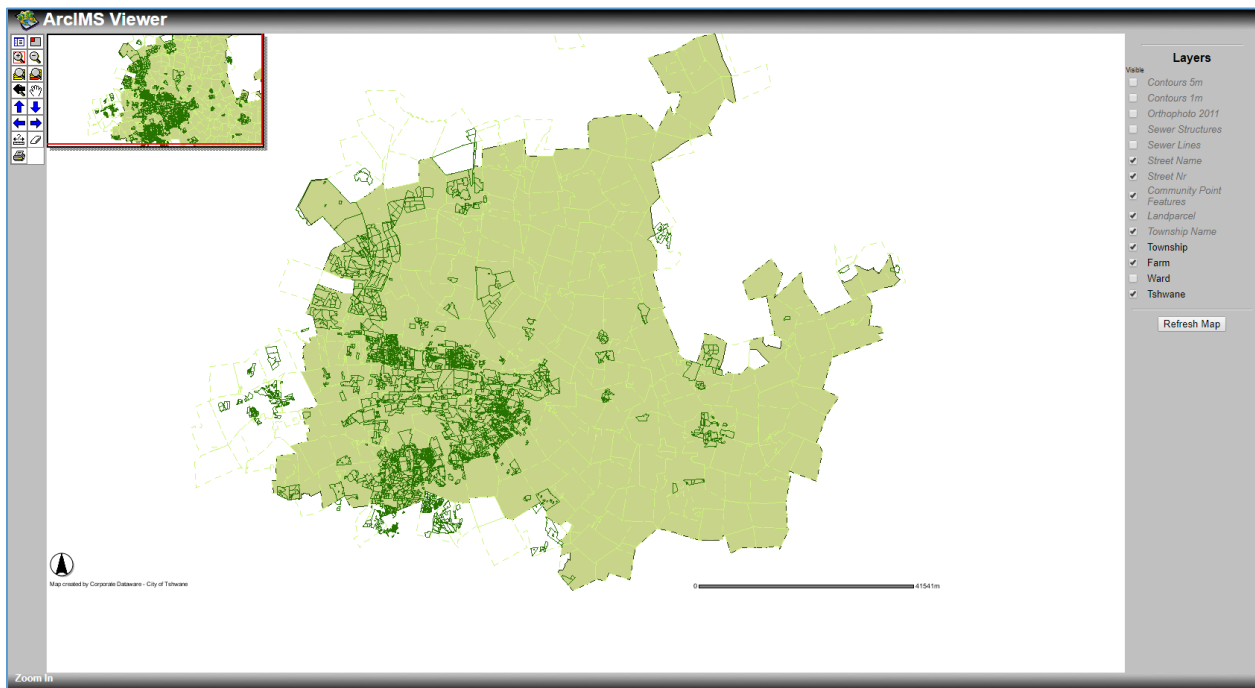 ArcIMS Viewer
Layers
Visible
Contours 5m
Contours 1m
Orthophoto 2011
Sewer Structures
Sewer Lines
Street Name
Street Nr
Community Point
Features
Landparcel
Township Name
Township
Farm
Ward
Tshwane
Refresh Map
Map created by Corporate Dataware - City of Tshwane
0 41541m
Zoom In